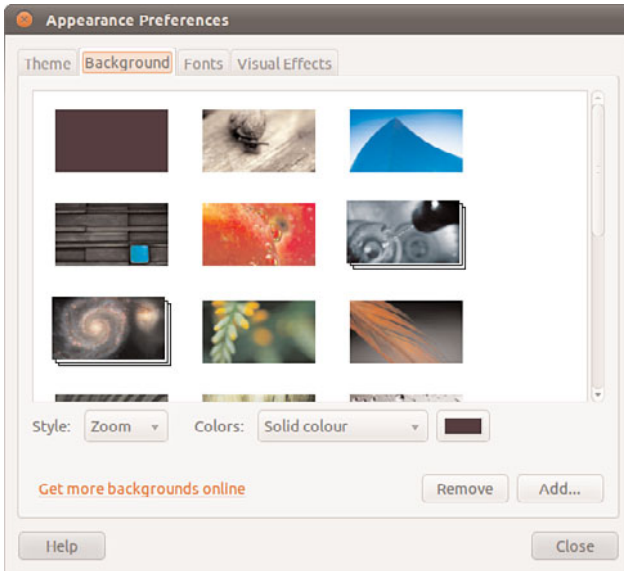 Appearance Preferences
Theme Background Fonts Visual Effects
Style: Zoom Colors: Solid colour
Get more backgrounds online Remove Add...
Help Close